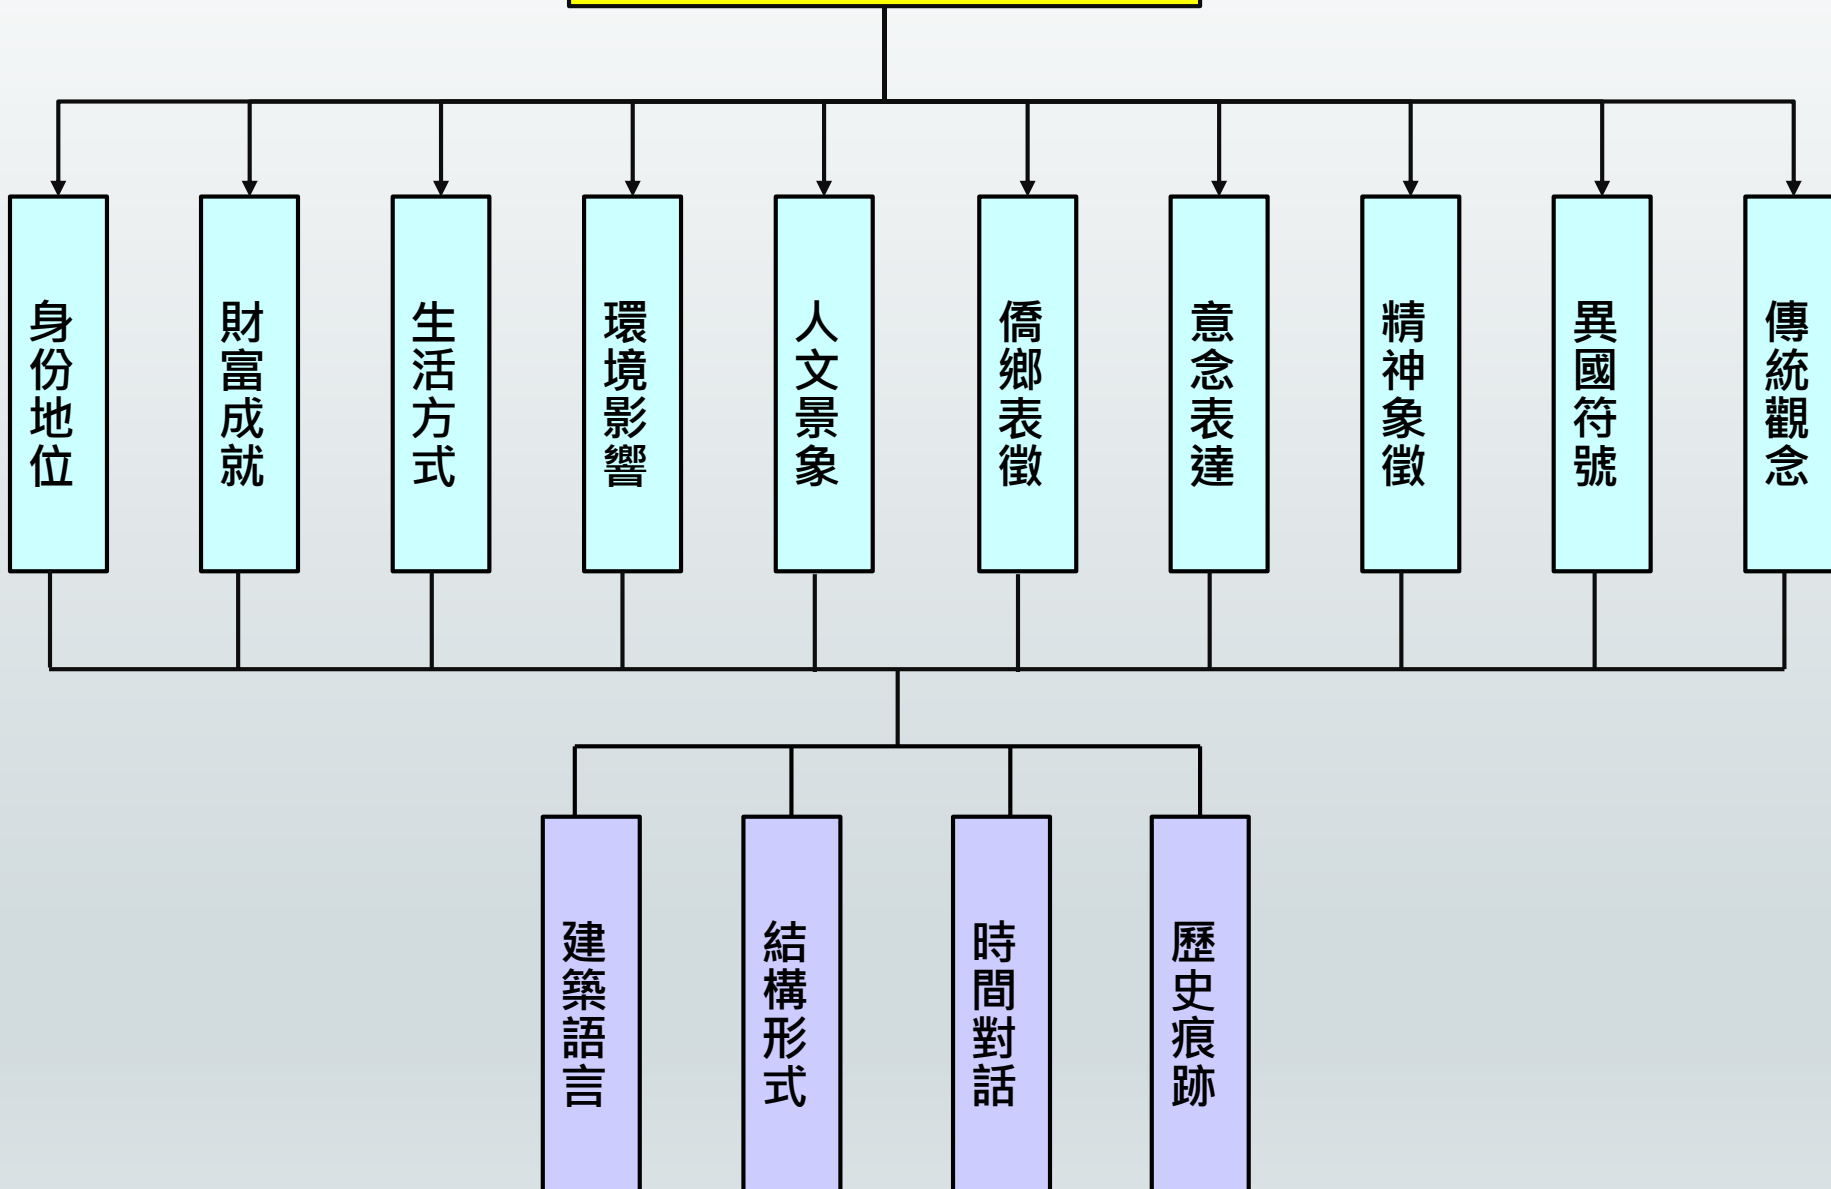 身份地位
財富成就
生活方式
環境影響
人文景象
僑鄉表徵
意念表達
精神象徵
異國符號
傳統觀念
建築語言
結構形式
時間對話
歷史痕跡